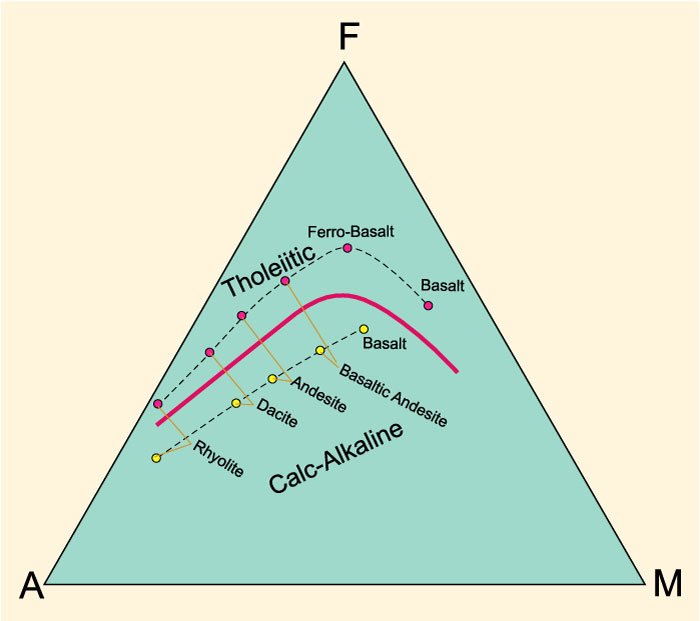 F
Ferro-Basalt
Tholeiitic
Basalt
Basalt
Basaltic Andesite
Andesite
Dacite
Calc-Alkaline
Rhyolite
A
M